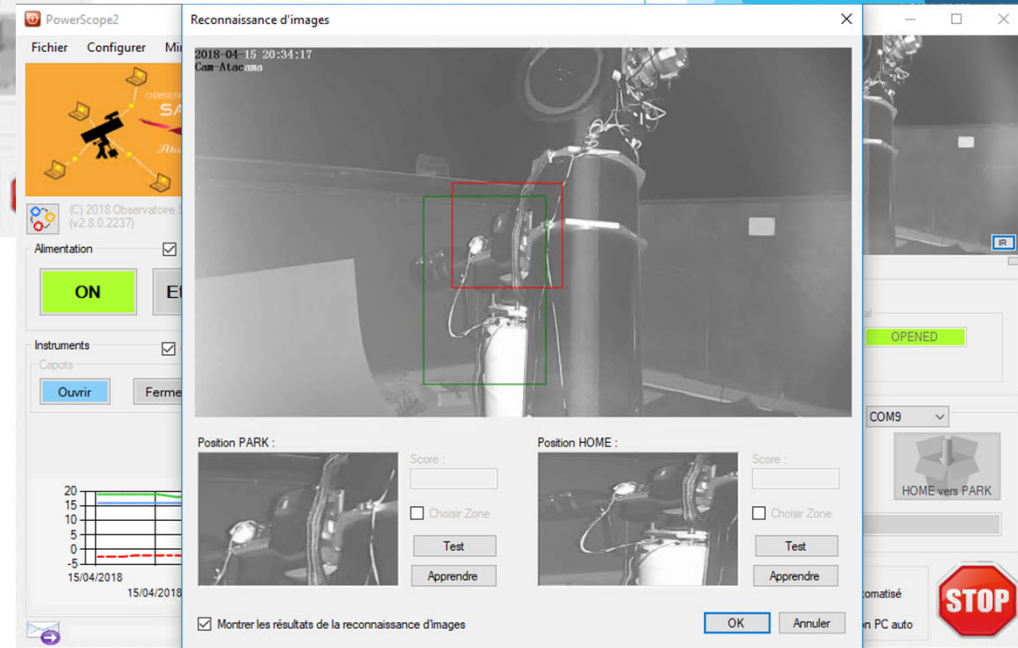 PowerScope2
Reconnaissance d'images
Fichier Configurer
2018-04-15 20:34:17
Cam-Atacama
(C) 2018 Observatoire
(v2.8.0.2237)
Alimentation
ON
Instruments
Capots
Ouvrir
IR
OPENED
COM9
HOME vers PARK
Position PARK :
Score :
Choisir Zone
Test
Apprendre
Position HOME :
Score :
Choisir Zone
Test
Apprendre
20
15
10
5
0
-5
15/04/2018
15/04/2018
Montrer les résultats de la reconnaissance d'images
OK
Annuler
PC auto
STOP